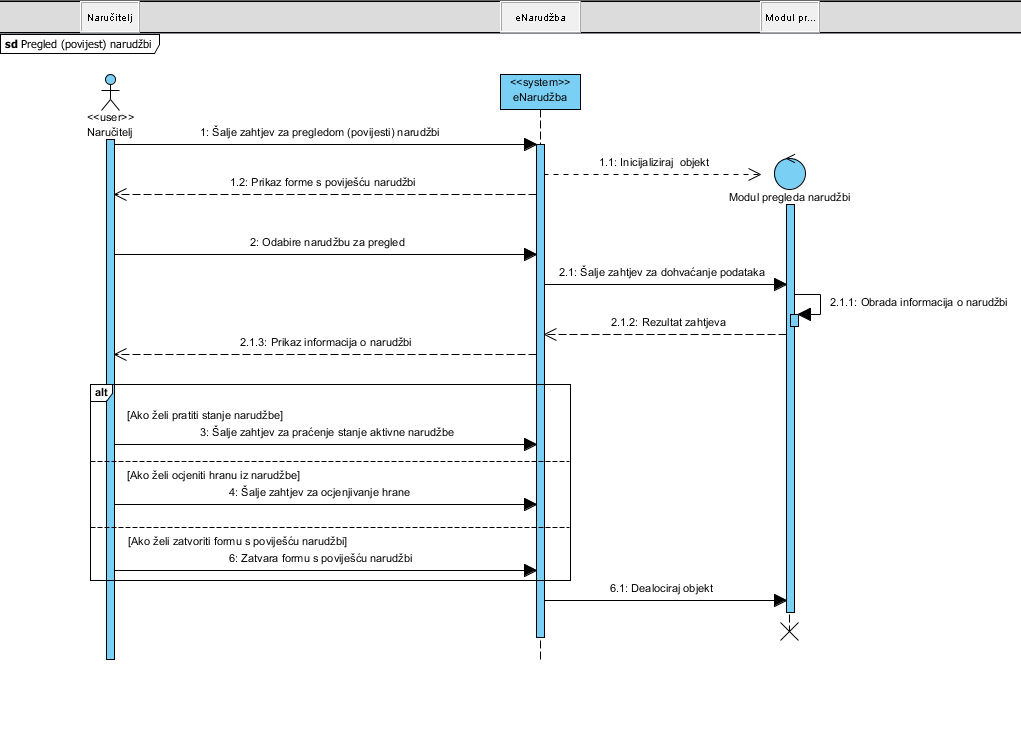 Naručitelj
eNarudžba
Modul pr...
sd Pregled (povijest) narudžbi
<<user>>
Naručitelj
<<system>>
eNarudžba
1: Šalje zahtjev za pregledom (povijesti) narudžbi
1.1: Inicijaliziraj objekt
1.2: Prikaz forme s poviješću narudžbi
Modul pregleda narudžbi
2: Odabire narudžbu za pregled
2.1: Šalje zahtjev za dohvaćanje podataka
2.1.1: Obrada informacija o narudžbi
2.1.2: Rezultat zahtjeva
2.1.3: Prikaz informacija o narudžbi
alt
[Ako želi pratiti stanje narudžbe]
3: Šalje zahtjev za praćenje stanje aktivne narudžbe
[Ako želi ocjeniti hranu iz narudžbe]
4: Šalje zahtjev za ocjenjivanje hrane
[Ako želi zatvoriti formu s poviješću narudžbi]
6: Zatvara formu s poviješću narudžbi
6.1: Dealociraj objekt